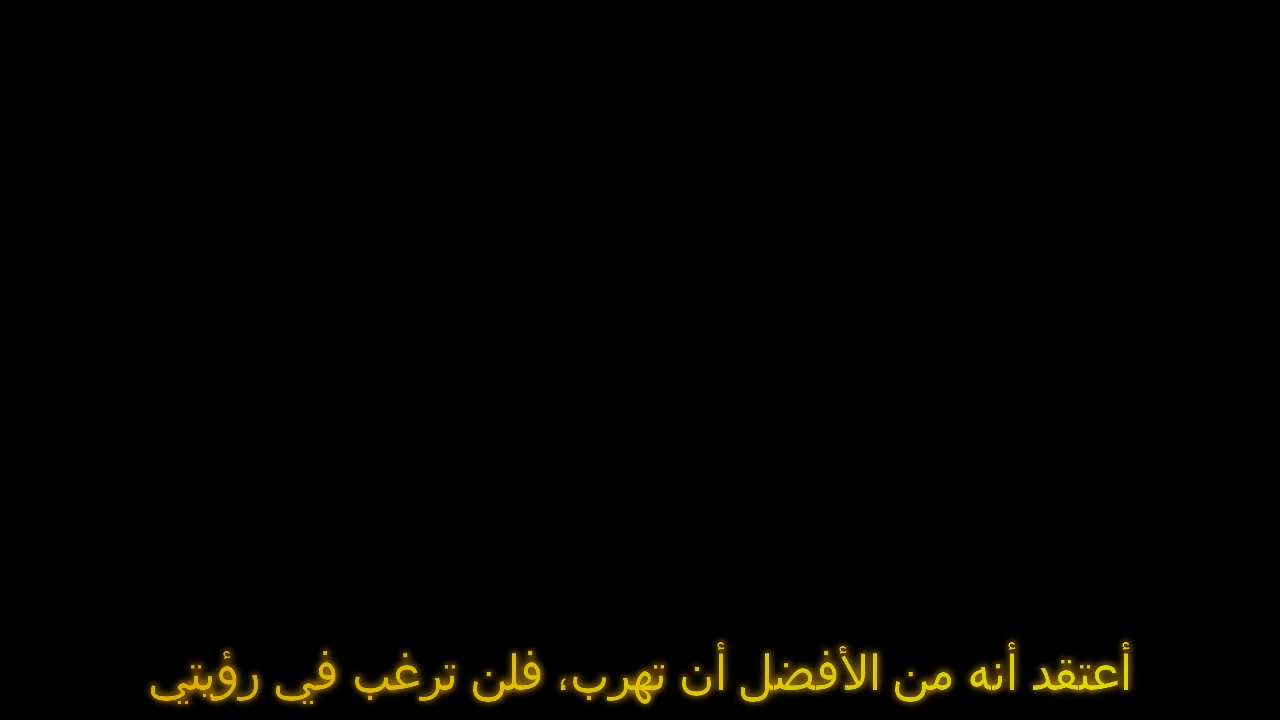 أعتقد أنه من الأفضل أن تهرب، فلن ترغب في رؤيتي